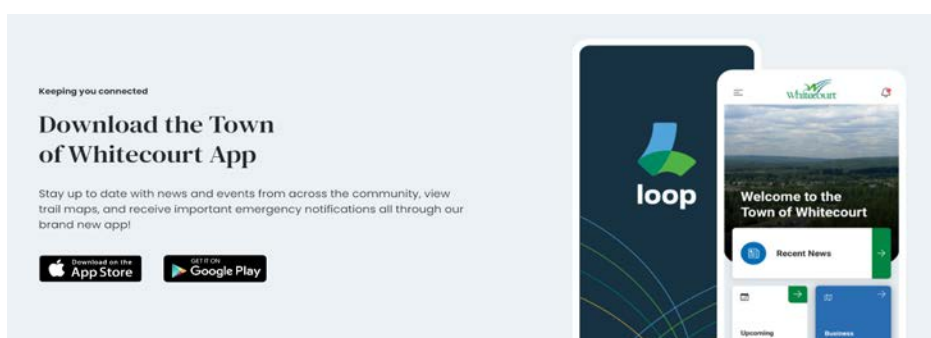 Keeping you connected
Download the Town
of Whitecourt App
Stay up to date with news and events from across the community, view
trail maps, and receive important emergency notifications all through our
brand new app!
Download on the
App Store
GET IT ON
Google Play
loop
Whitecourt
Welcome to the
Town of Whitecourt
Recent News
Upcoming
Business